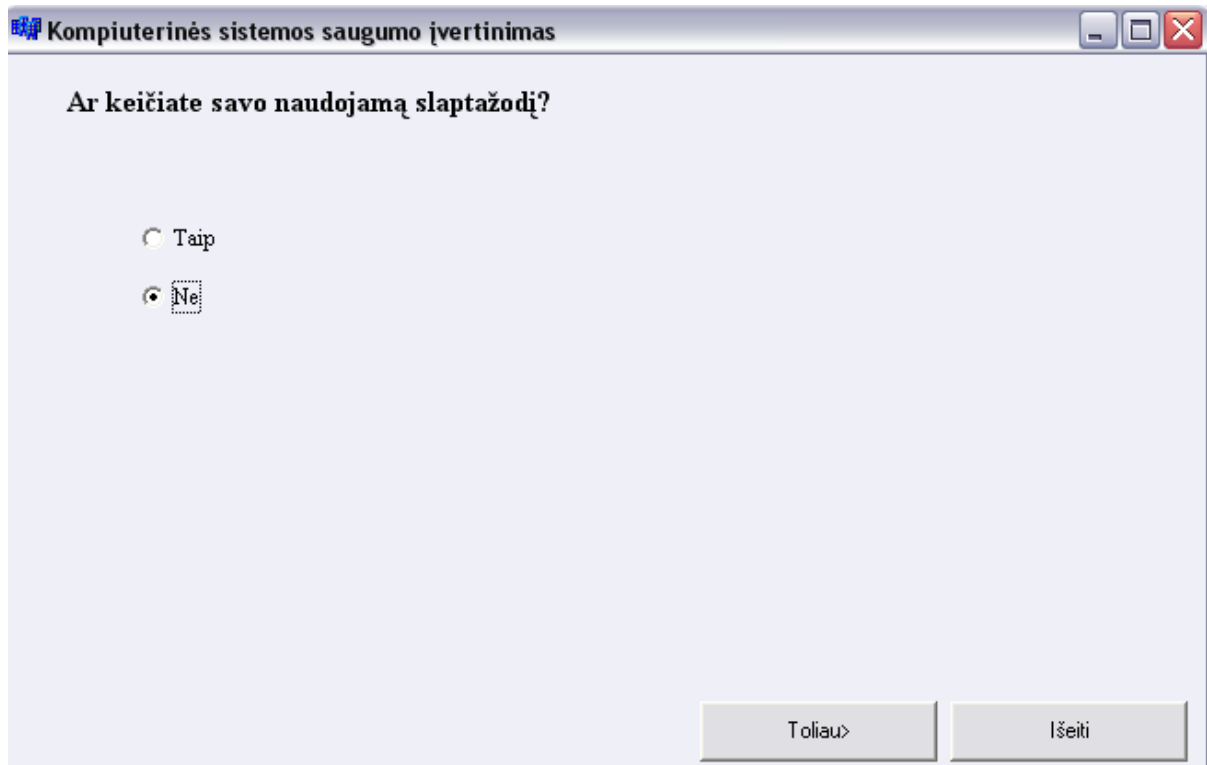 Kompiuterinės sistemos saugumo įvertinimas
Ar keičiate savo naudojamą slaptažodį?
Taip
Ne
Toliau>
Išeiti